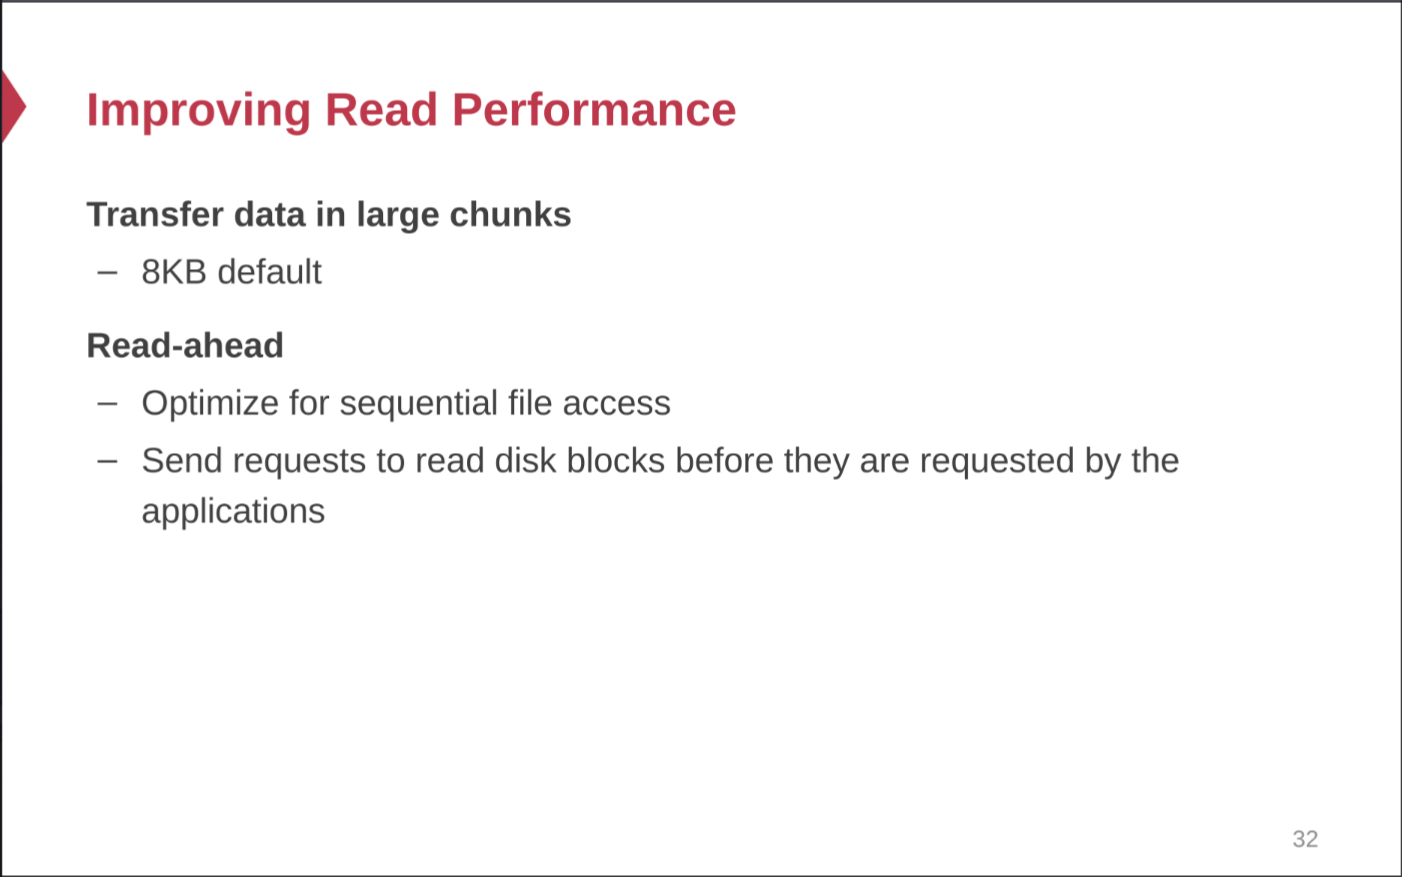 Improving Read Performance
Transfer data in large chunks
– 8KB default
Read-ahead
– Optimize for sequential file access
– Send requests to read disk blocks before they are requested by the
applications
32